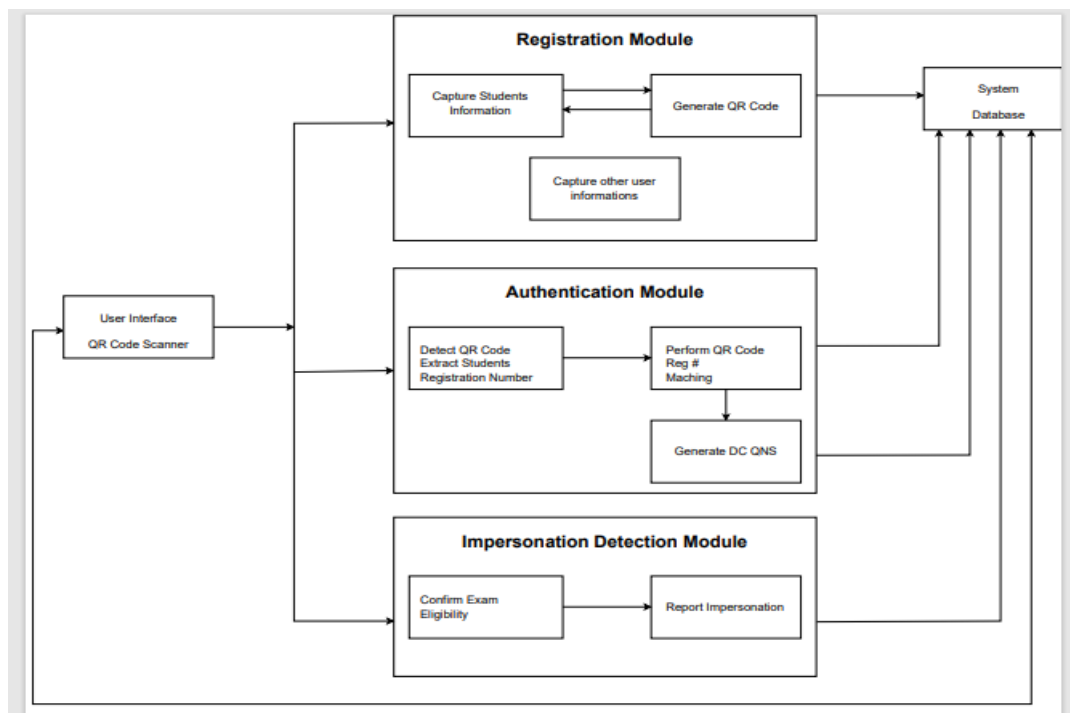 Registration Module
Capture Students
Information
Generate QR Code
System
Database
Capture other user
informations
Authentication Module
User Interface
QR Code Scanner
Detect QR Code
Extract Students
Registration Number
Perform QR Code
Reg #
Maching
Generate DC QNS
Impersonation Detection Module
Confirm Exam
Eligibility
Report Impersonation